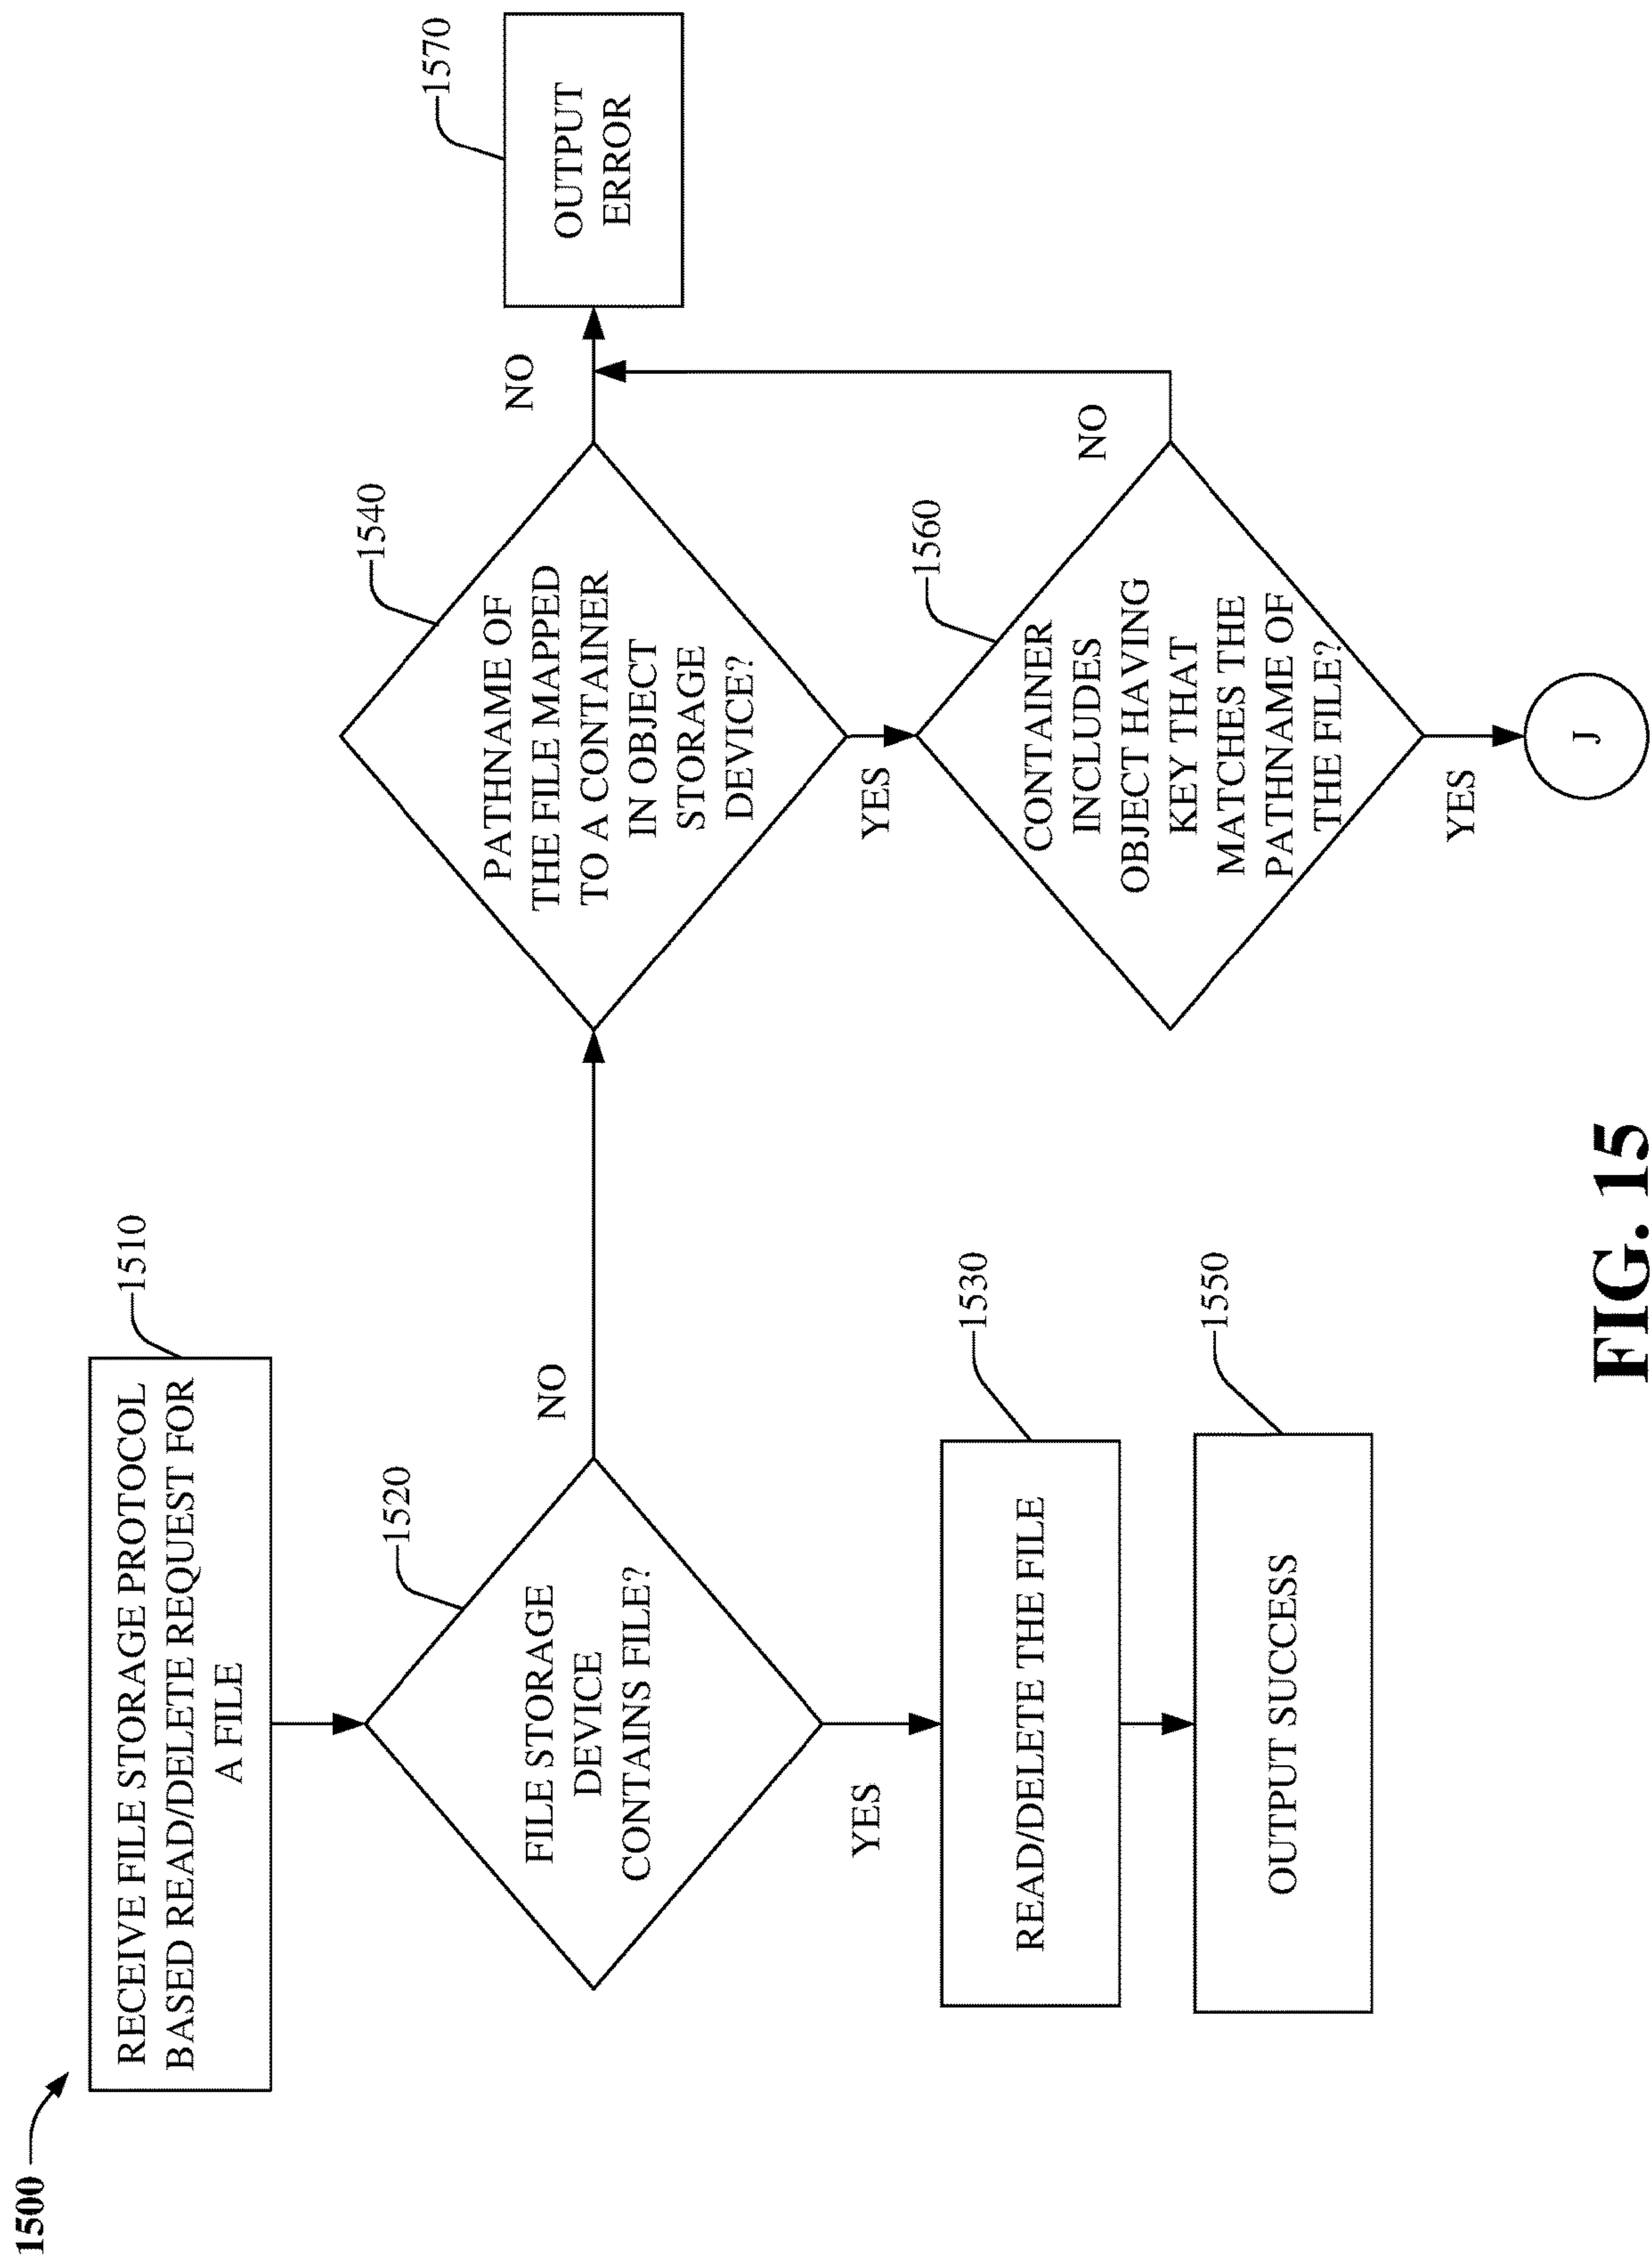 1500
1510
RECEIVE FILE STORAGE PROTOCOL
BASED READ/DELETE REQUEST FOR
A FILE
1520
FILE STORAGE
DEVICE
CONTAINS FILE?
NO
YES
1530
READ/DELETE THE FILE
1550
OUTPUT SUCCESS
1540
PATHNAME OF
THE FILE MAPPED
TO A CONTAINER
IN OBJECT
STORAGE
DEVICE?
NO
1570
OUTPUT
ERROR
YES
1560
CONTAINER
INCLUDES
OBJECT HAVING
KEY THAT
MATCHES THE
PATHNAME OF
THE FILE?
NO
YES
J
FIG. 15